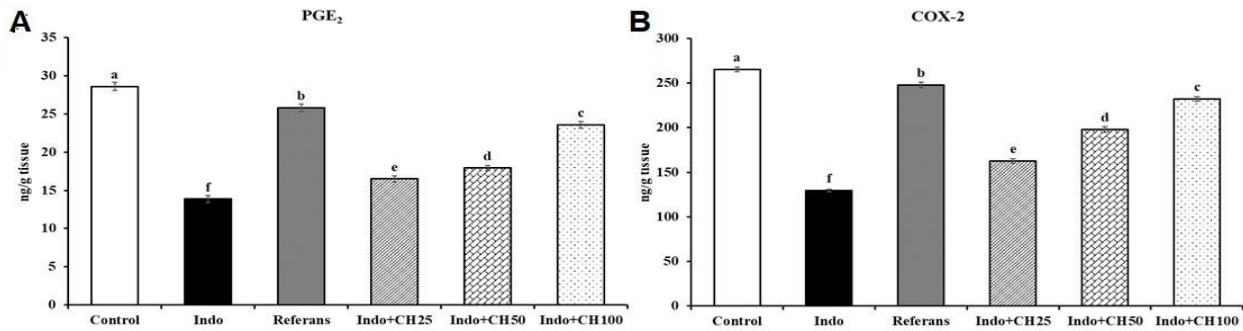 A
PGE₂
35
30
25
20
15
10
5
0
ng/g tissue
a
f
b
e
d
c
Control Indo Referans Indo+CH25 Indo+CH50 Indo+CH100
B
COX-2
300
250
200
150
100
50
0
ng/g tissue
a
f
b
e
d
c
Control Indo Referans Indo+CH25 Indo+CH50 Indo+CH100